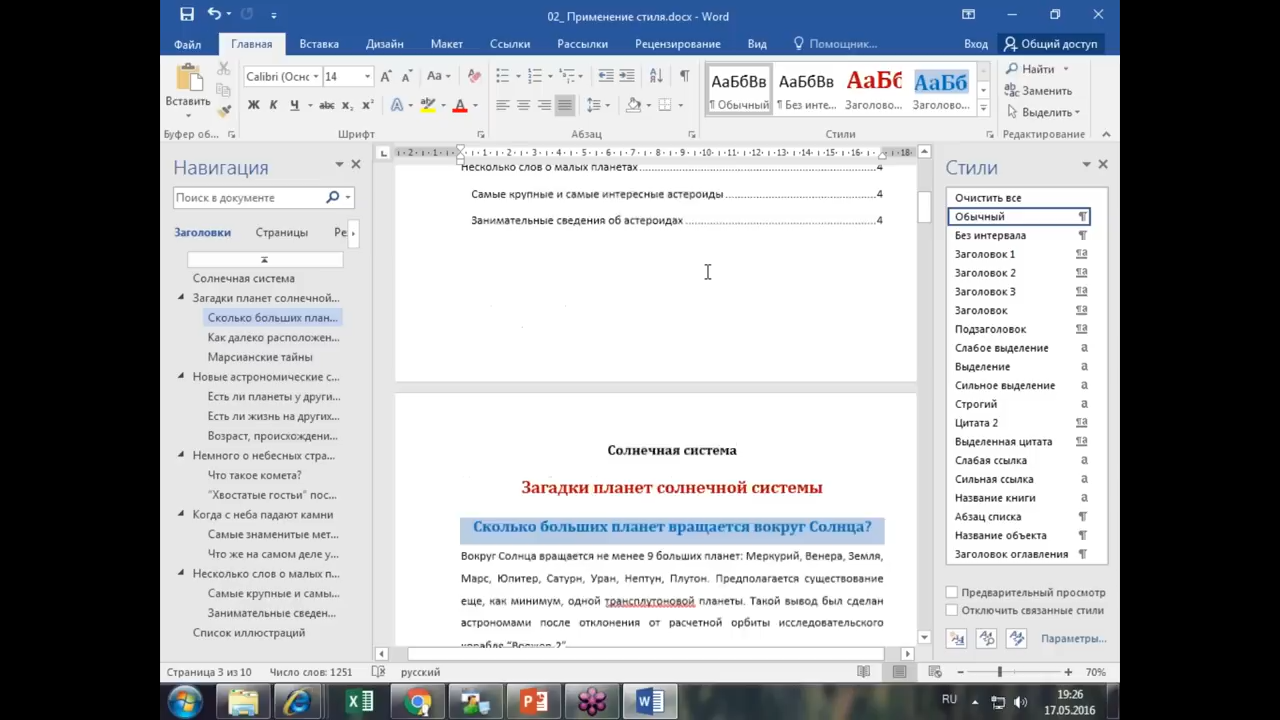 02_ Применение стиля.docx - Word
Файл Главная Вставка Дизайн Макет Ссылки Рассылки Рецензирование Вид Помощник... Вход Общий доступ
Вставить
Calibri (Оснс 14
Ж К Ч abc x₂ x²
АаБбВв АаБбВв АаБб АаБб
¶ Обычный ¶ Без инте... Заголово... Заголово...
Найти
Заменить
Выделить
Буфер об... Шрифт Абзац Стили Редактирование
Навигация
Поиск в документе
Заголовки Страницы Ре
Солнечная система
Загадки планет солнечной...
Сколько больших план...
Как далеко расположен...
Марсианские тайны
Новые астрономические с...
Есть ли планеты у други...
Есть ли жизнь на других...
Возраст, происхождени...
Немного о небесных стра...
Что такое комета?
"Хвостатые гостьи" пос...
Когда с неба падают камни
Самые знаменитые мет...
Что же на самом деле у...
Несколько слов о малых п...
Самые крупные и самы...
Занимательные сведен...
Список иллюстраций
Несколько слов о малых планетах 4
Самые крупные и самые интересные астероиды 4
Занимательные сведения об астероидах 4
Солнечная система
Загадки планет солнечной системы
Сколько больших планет вращается вокруг Солнца?
Вокруг Солнца вращается не менее 9 больших планет: Меркурий, Венера, Земля,
Марс, Юпитер, Сатурн, Уран, Нептун, Плутон. Предполагается существование
еще, как минимум, одной трансплутоновой планеты. Такой вывод был сделан
астрономами после отклонения от расчетной орбиты исследовательского
корабля "Вояжер-2"
Стили
Очистить все
Обычный
Без интервала
Заголовок 1
Заголовок 2
Заголовок 3
Заголовок
Подзаголовок
Слабое выделение
Выделение
Сильное выделение
Строгий
Цитата 2
Выделенная цитата
Слабая ссылка
Сильная ссылка
Название книги
Абзац списка
Название объекта
Заголовок оглавления
Предварительный просмотр
Отключить связанные стили
Параметры...
Страница 3 из 10 Число слов: 1251 русский 70%
RU 19:26
17.05.2016